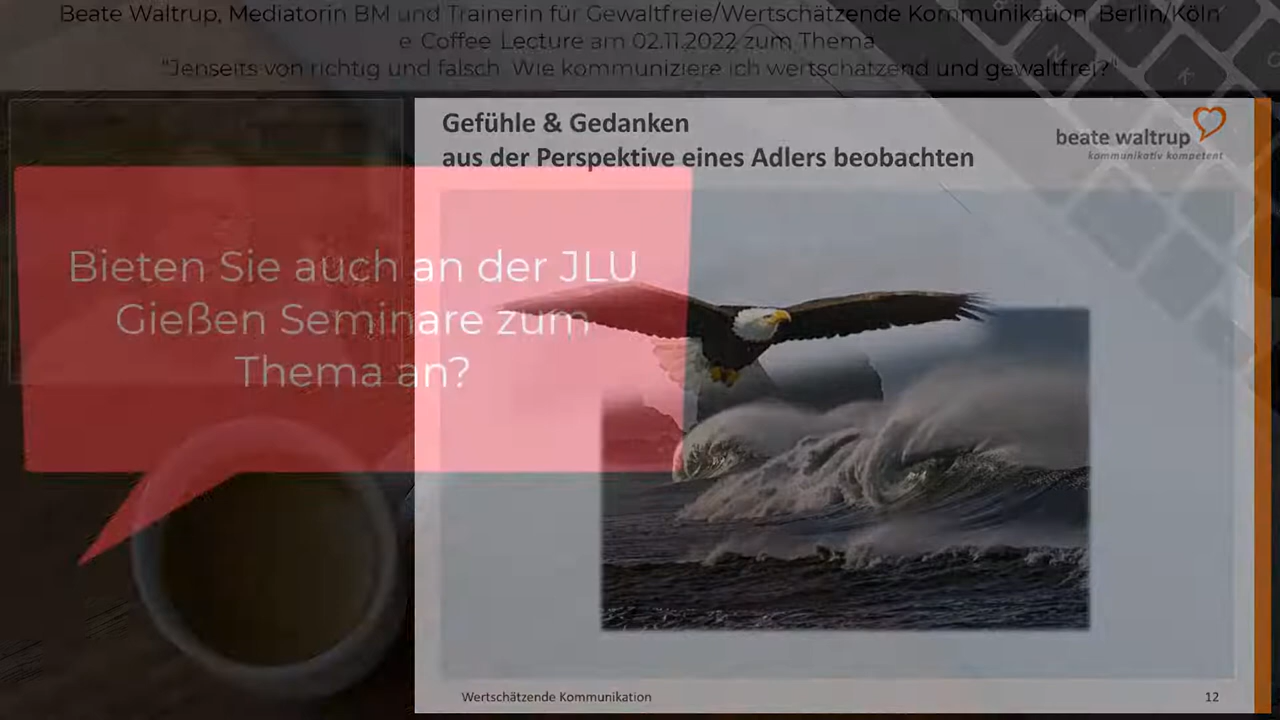 Beate Waltrup, Mediatorin BM und Trainerin für Gewaltfreie/Wertschätzende Kommunikation, Berlin/Köln
e Coffee Lecture am 02.11.2022 zum Thema
"Jenseits von richtig und falsch. Wie kommuniziere ich wertschätzend und gewaltfrei?"
Gefühle & Gedanken
aus der Perspektive eines Adlers beobachten
beate waltrup
kommunikativ kompetent
Bieten Sie auch an der JLU
Gießen Seminare zum
Thema an?
Wertschätzende Kommunikation
12